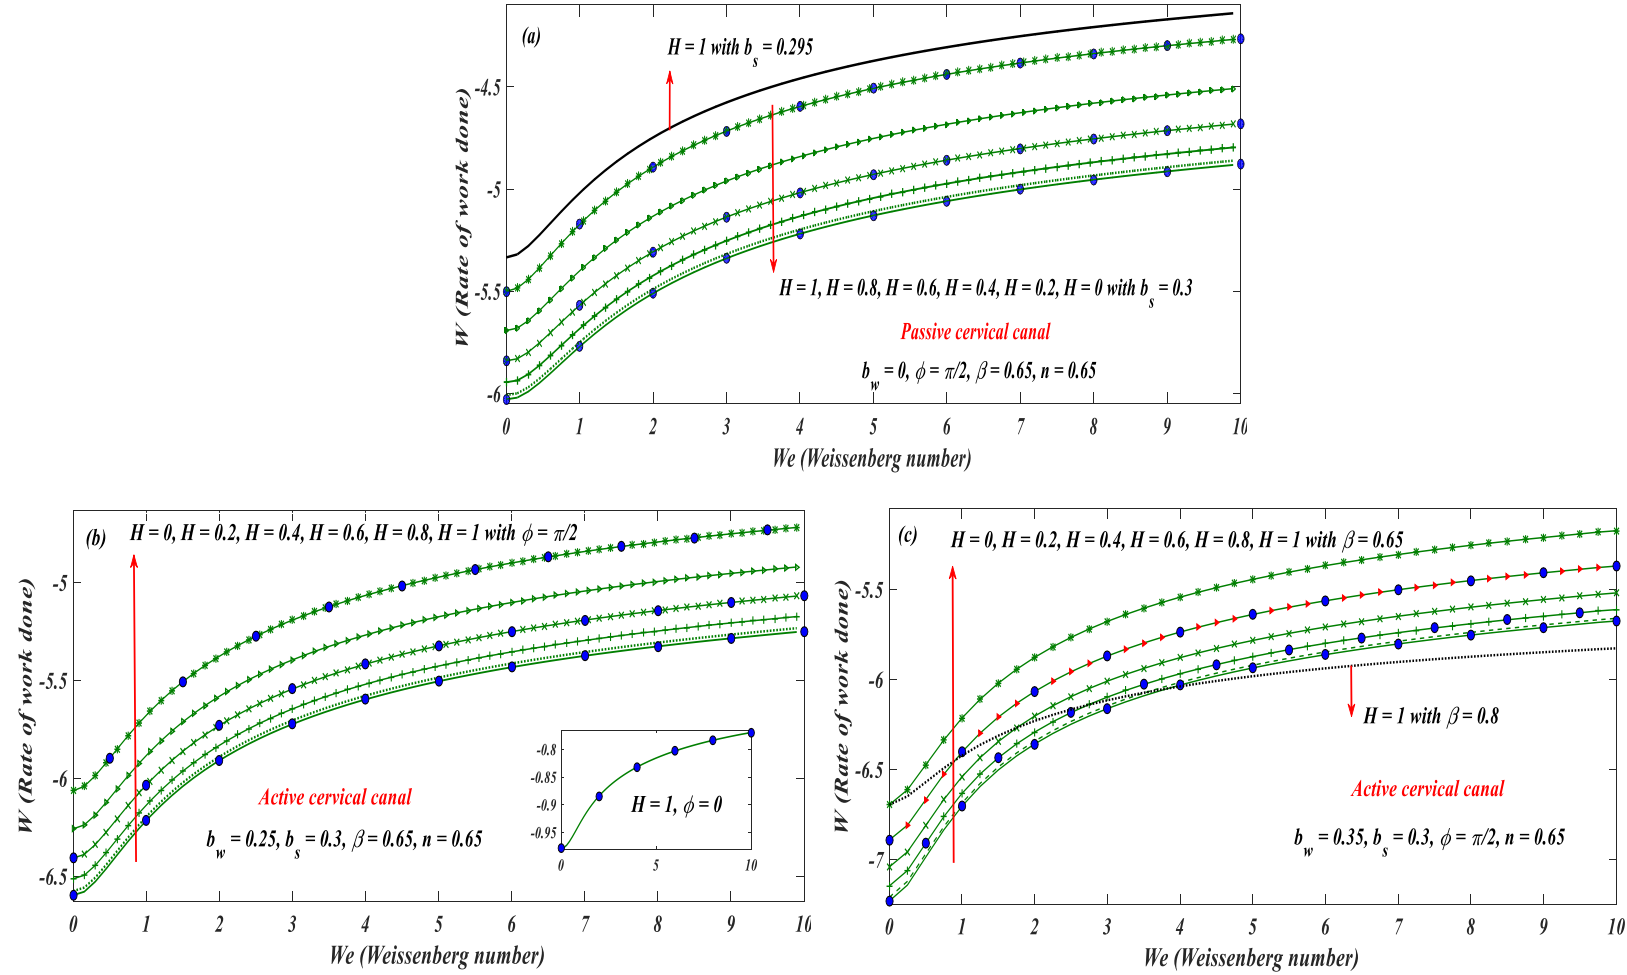 (a)
H = 1 with b_s = 0.295
-4.5
-5
-5.5
-6
W (Rate of work done)
H = 1, H = 0.8, H = 0.6, H = 0.4, H = 0.2, H = 0 with b_s = 0.3
Passive cervical canal
b_w = 0, ϕ = π/2, β = 0.65, n = 0.65
0 1 2 3 4 5 6 7 8 9 10
We (Weissenberg number)
(b)
H = 0, H = 0.2, H = 0.4, H = 0.6, H = 0.8, H = 1 with ϕ = π/2
-5
-5.5
-6
-6.5
W (Rate of work done)
Active cervical canal
b_w = 0.25, b_s = 0.3, β = 0.65, n = 0.65
-0.8
-0.85
-0.9
-0.95
H = 1, ϕ = 0
0 5 10
0 1 2 3 4 5 6 7 8 9 10
We (Weissenberg number)
(c)
H = 0, H = 0.2, H = 0.4, H = 0.6, H = 0.8, H = 1 with β = 0.65
-5.5
-6
-6.5
-7
W (Rate of work done)
H = 1 with β = 0.8
Active cervical canal
b_w = 0.35, b_s = 0.3, ϕ = π/2, n = 0.65
0 1 2 3 4 5 6 7 8 9 10
We (Weissenberg number)